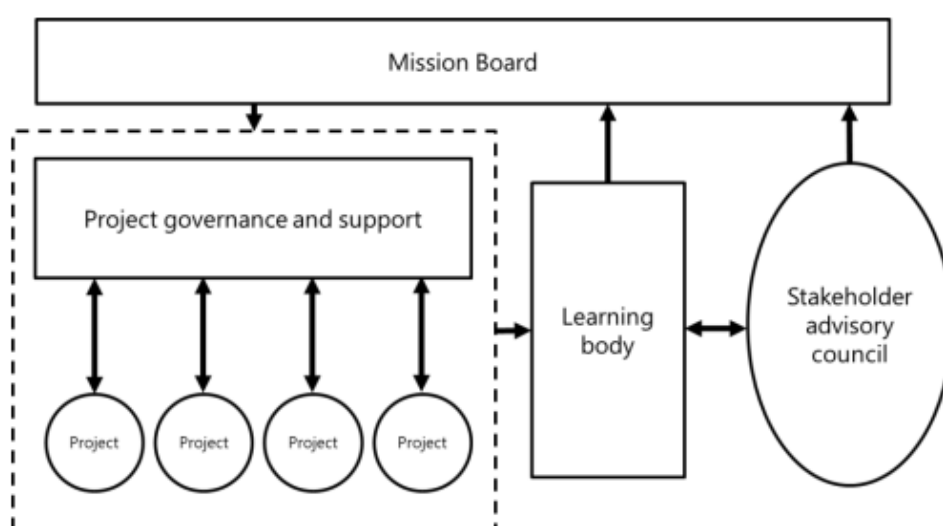 Mission Board
Project governance and support
Learning
body
Stakeholder
advisory
council
Project
Project
Project
Project